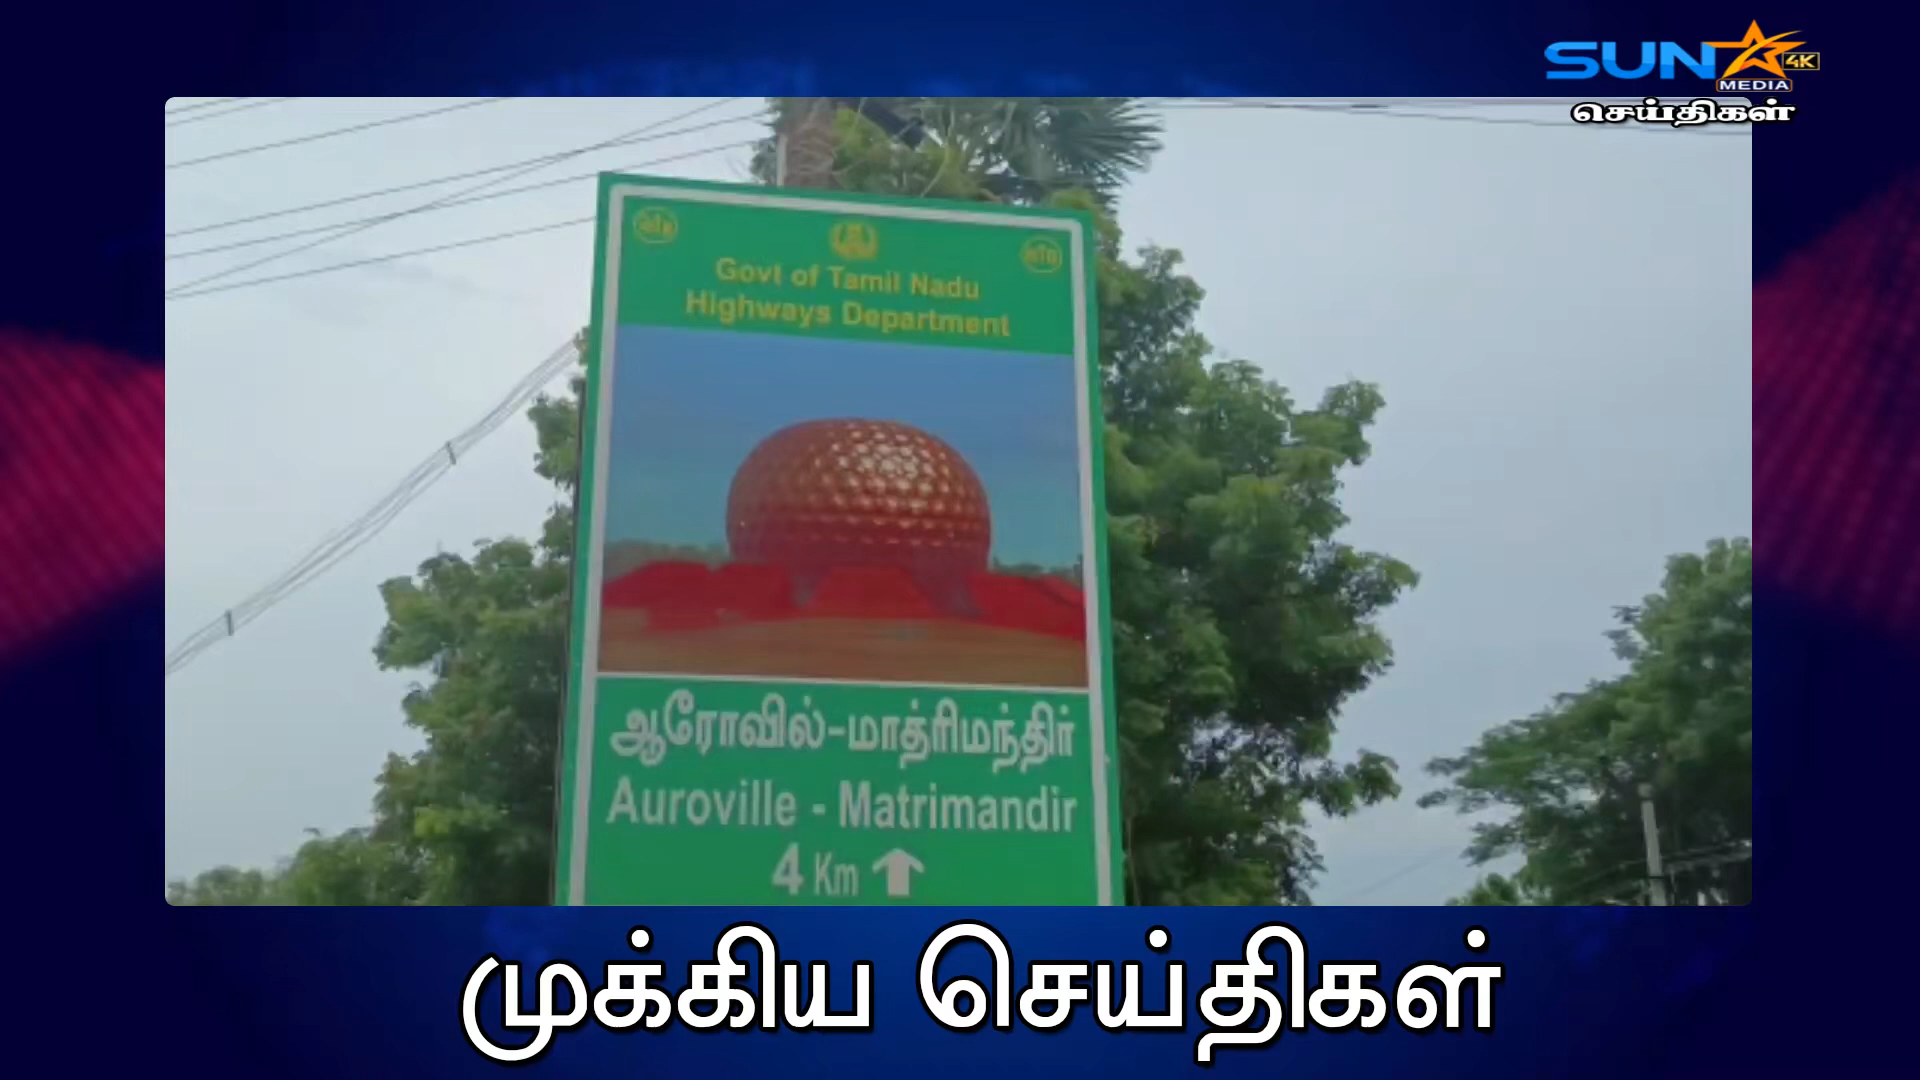 SUN
4K
MEDIA
செய்திகள்
Govt of Tamil Nadu
Highways Department
ஆரோவில்-மாத்ரிமந்திர்
Auroville - Matrimandir
4 Km
முக்கிய செய்திகள்